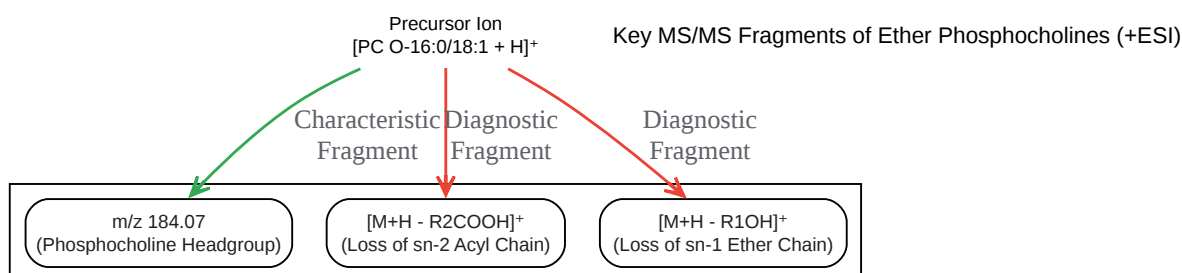 Precursor Ion
[PC O-16:0/18:1 + H]⁺
Key MS/MS Fragments of Ether Phosphocholines (+ESI)
Characteristic
Fragment
Diagnostic
Fragment
Diagnostic
Fragment
m/z 184.07
(Phosphocholine Headgroup)
[M+H - R2COOH]⁺
(Loss of sn-2 Acyl Chain)
[M+H - R1OH]⁺
(Loss of sn-1 Ether Chain)